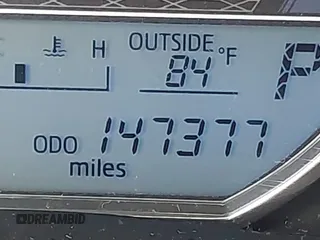 H
OUTSIDE
84 °F
P
ODO 147377
miles
DREAMBID